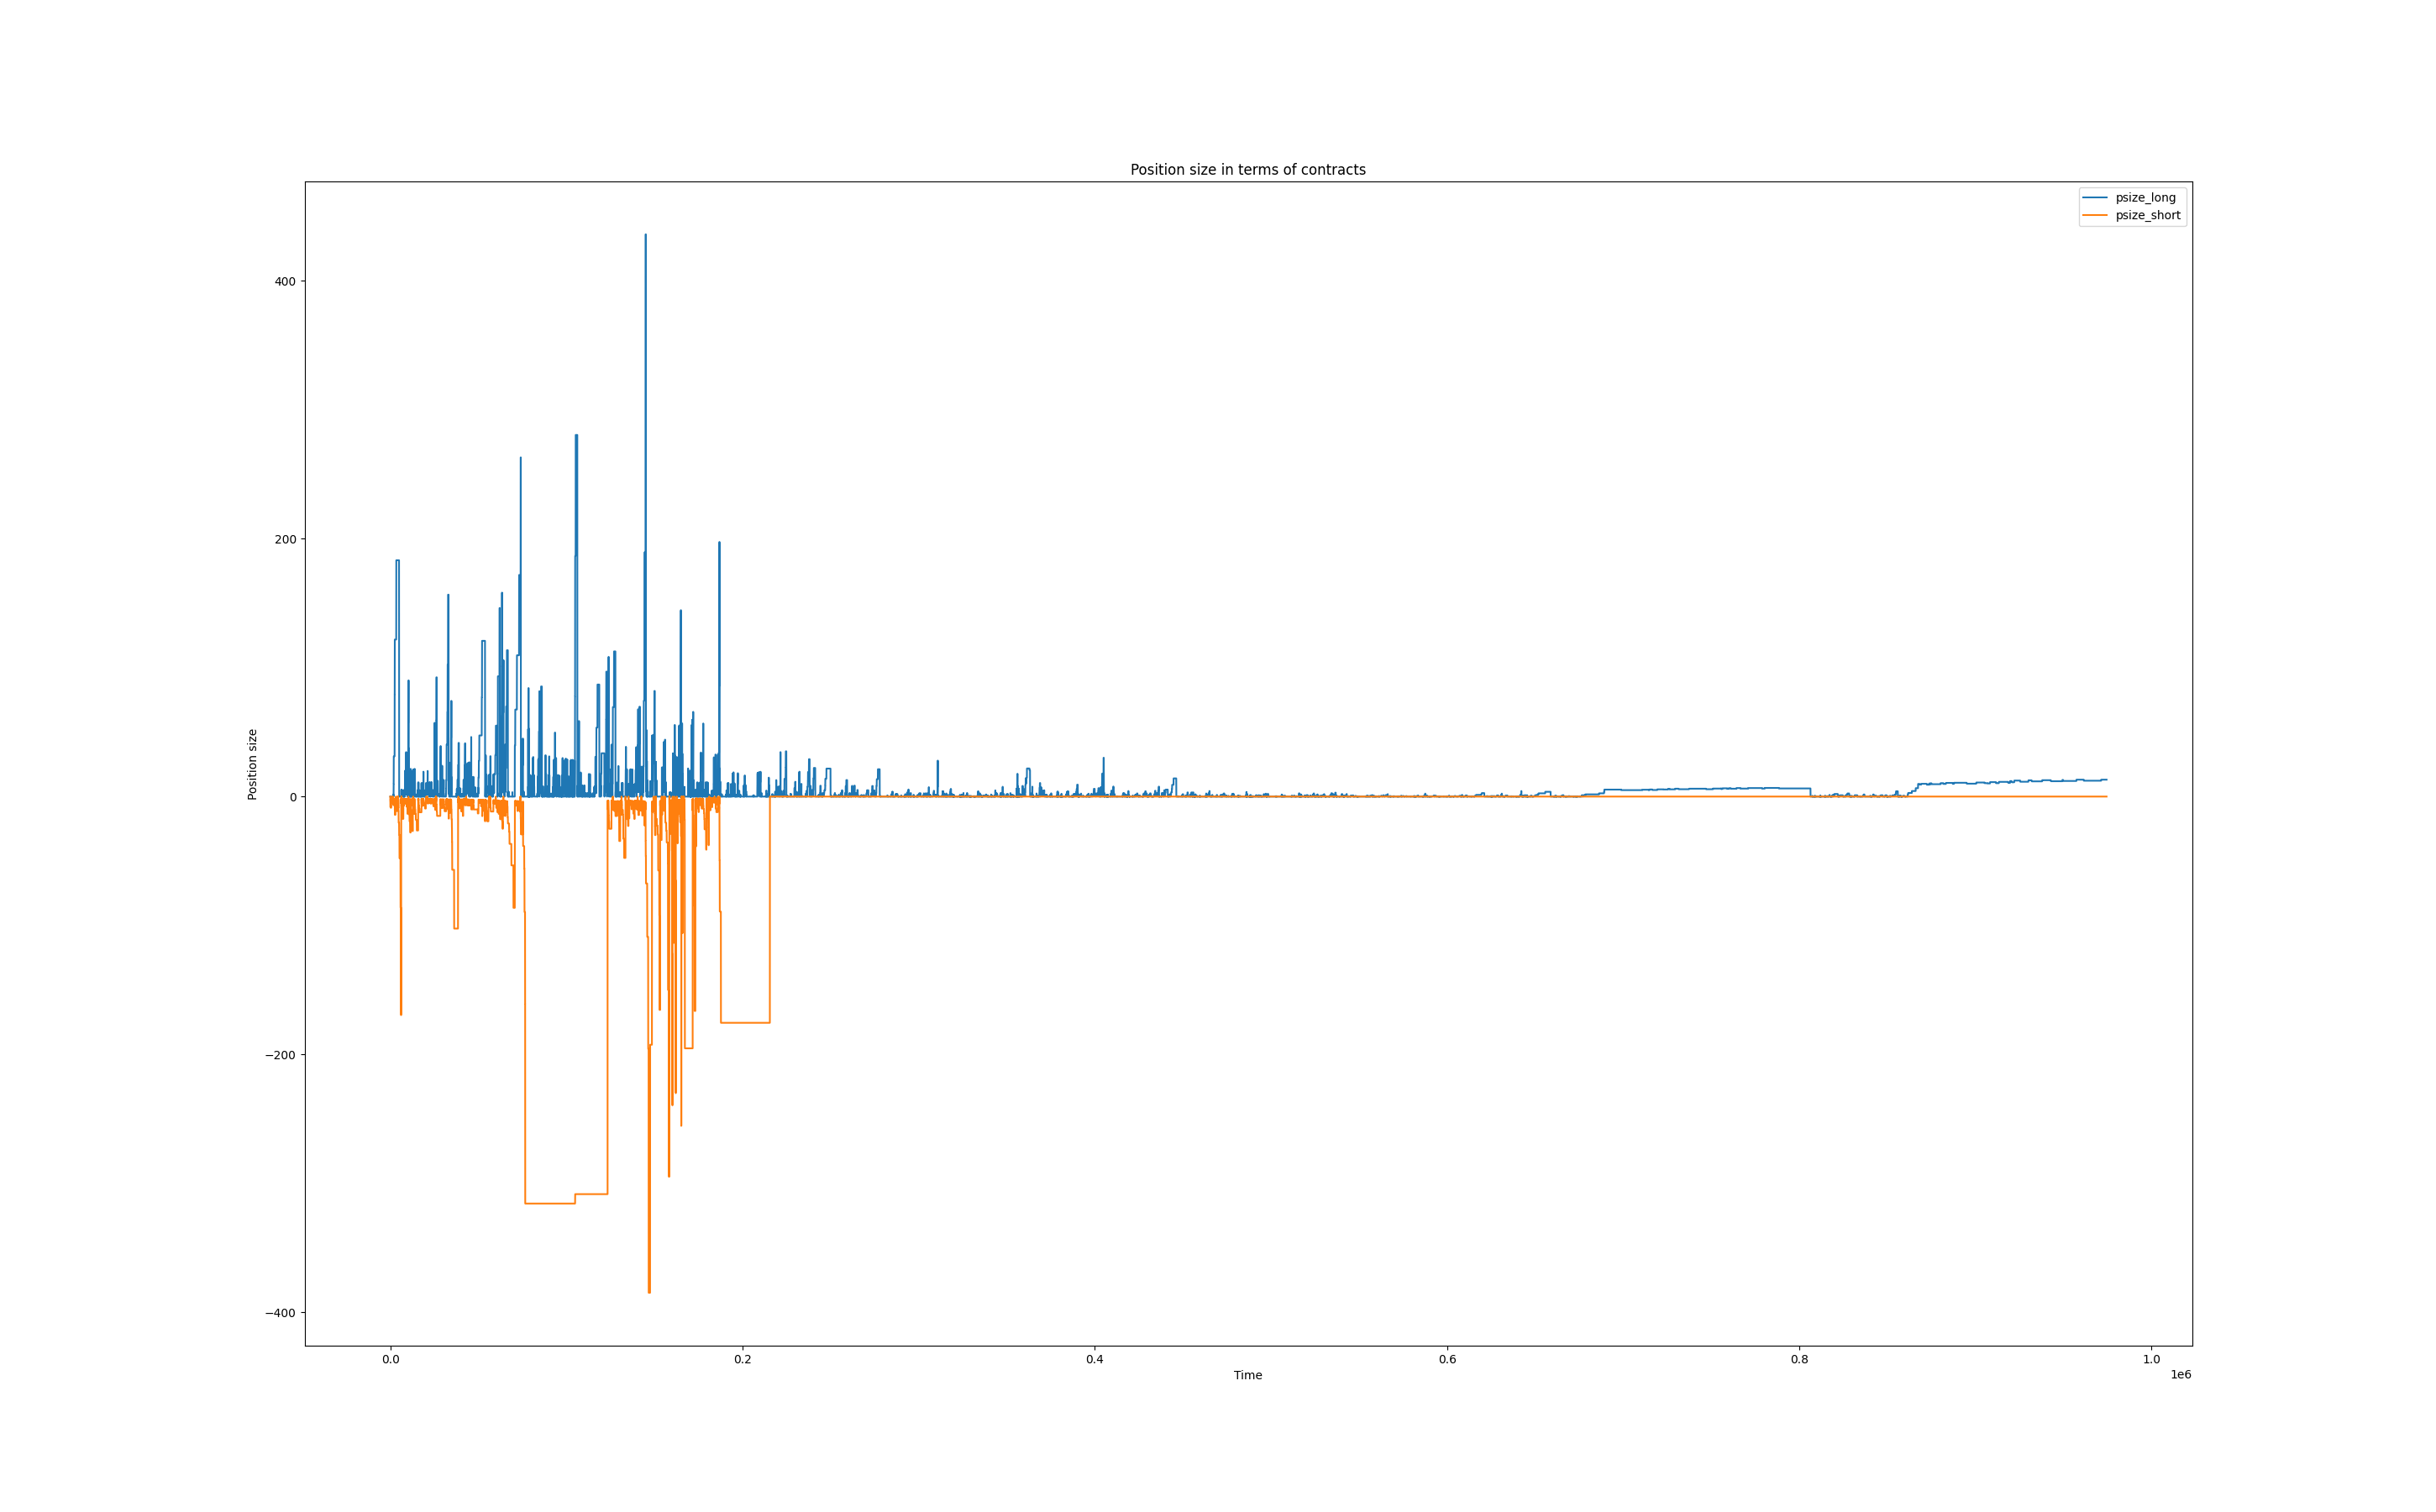 Position size in terms of contracts
psize_long
psize_short
400
200
0
−200
−400
Position size
0.0
0.2
0.4
0.6
0.8
1.0
Time
1e6